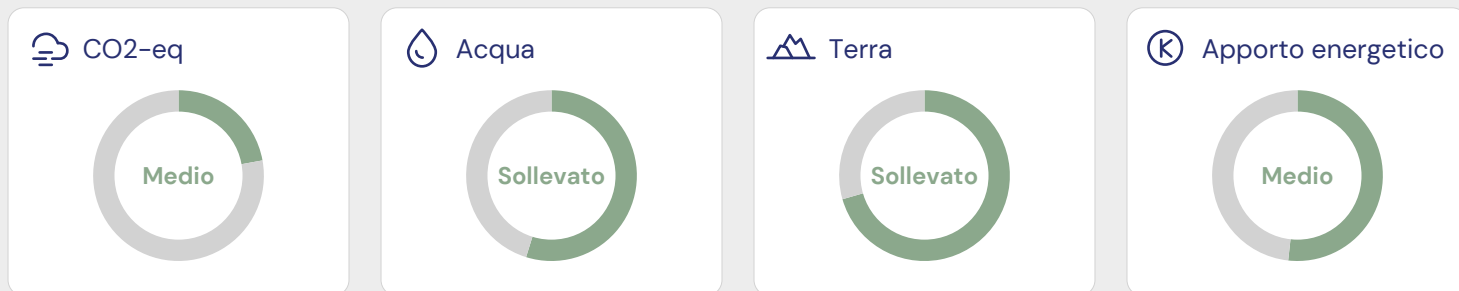 CO2-eq
Medio
Acqua
Sollevato
Terra
Sollevato
Apporto energetico
Medio